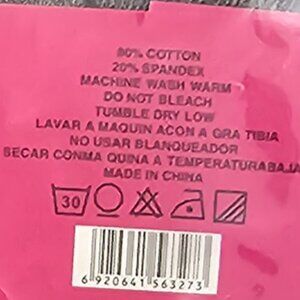 80% COTTON
20% SPANDEX
MACHINE WASH WARM
DO NOT BLEACH
TUMBLE DRY LOW
LAVAR A MAQUIN ACON A GRA TIBIA
NO USAR BLANQUEADOR
SECAR CONMA QUINA A TEMPERATURABAJA
MADE IN CHINA
30
6 920641 563273